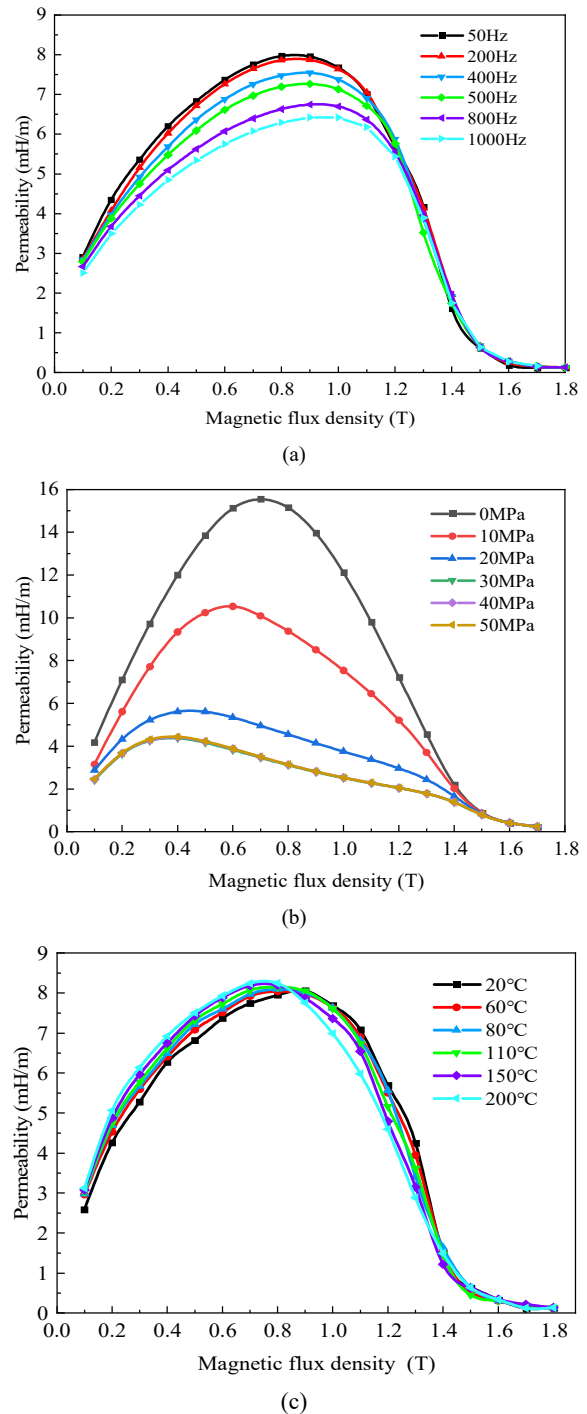 9
8
7
6
5
4
3
2
1
0
Permeability (mH/m)
50Hz
200Hz
400Hz
500Hz
800Hz
1000Hz
0.0 0.2 0.4 0.6 0.8 1.0 1.2 1.4 1.6 1.8
Magnetic flux density (T)
(a)
16
14
12
10
8
6
4
2
0
Permeability (mH/m)
0MPa
10MPa
20MPa
30MPa
40MPa
50MPa
0.0 0.2 0.4 0.6 0.8 1.0 1.2 1.4 1.6 1.8
Magnetic flux density (T)
(b)
9
8
7
6
5
4
3
2
1
0
Permeability (mH/m)
20℃
60℃
80℃
110℃
150℃
200℃
0.0 0.2 0.4 0.6 0.8 1.0 1.2 1.4 1.6 1.8
Magnetic flux density (T)
(c)